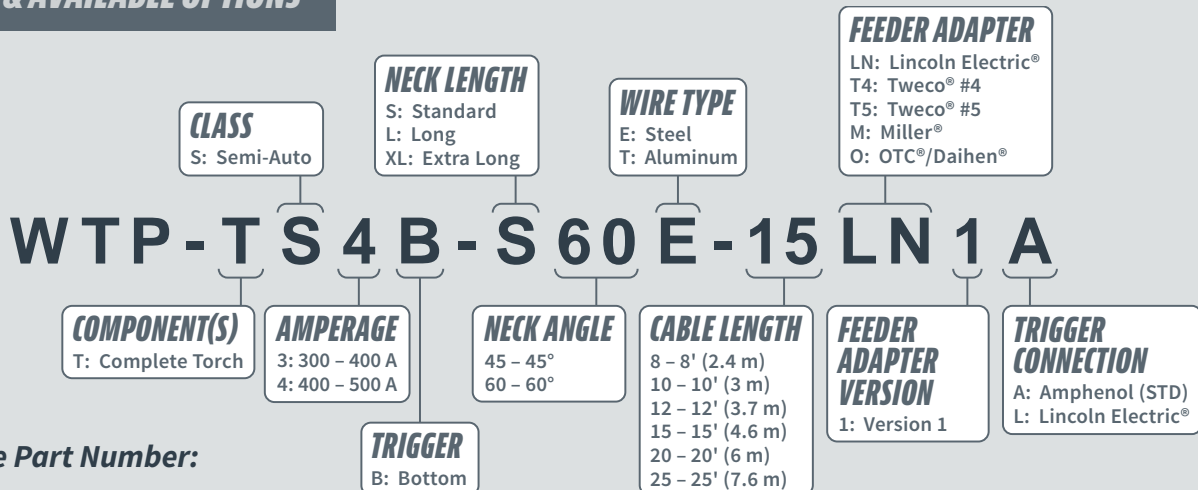 & AVAILABLE OPTIONS
FEEDER ADAPTER
LN: Lincoln Electric®
T4: Tweco® #4
T5: Tweco® #5
M: Miller®
O: OTC®/Daihen®
NECK LENGTH
S: Standard
L: Long
XL: Extra Long
WIRE TYPE
E: Steel
T: Aluminum
CLASS
S: Semi-Auto
WTP-TS4B-S60E-15LN1A
COMPONENT(S)
T: Complete Torch
AMPERAGE
3: 300 – 400 A
4: 400 – 500 A
TRIGGER
B: Bottom
NECK ANGLE
45 – 45°
60 – 60°
CABLE LENGTH
8 – 8' (2.4 m)
10 – 10' (3 m)
12 – 12' (3.7 m)
15 – 15' (4.6 m)
20 – 20' (6 m)
25 – 25' (7.6 m)
FEEDER
ADAPTER
VERSION
1: Version 1
TRIGGER
CONNECTION
A: Amphenol (STD)
L: Lincoln Electric®
Part Number: